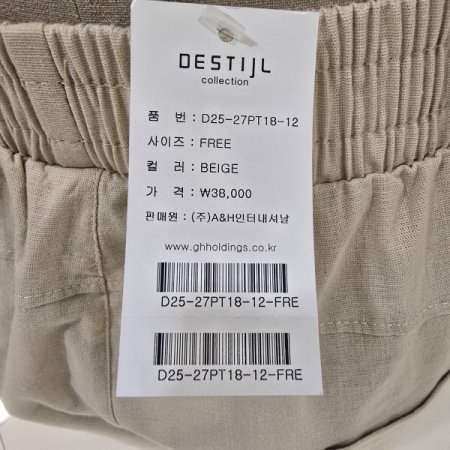 DESTIJL
collection
품 번 : D25-27PT18-12
사이즈 : FREE
컬 러 : BEIGE
가 격 : ₩38,000
판매원 : (주)A&H인터내셔날
www.ghholdings.co.kr
D25-27PT18-12-FRE
D25-27PT18-12-FRE